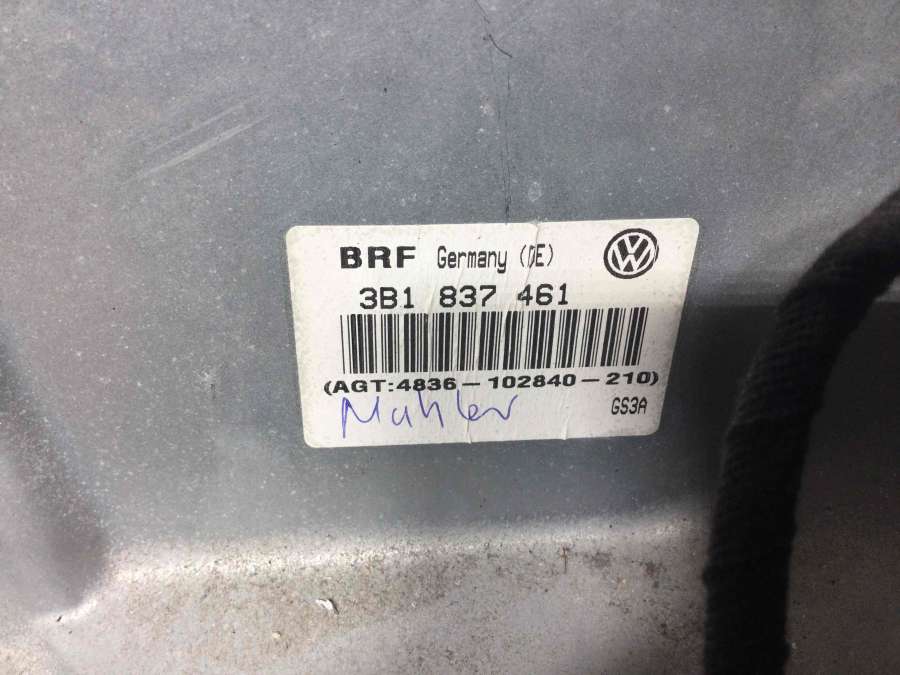 BRF Germany (DE)
3B1 837 461
(AGT:4836-102840-210)
Mahler GS3A